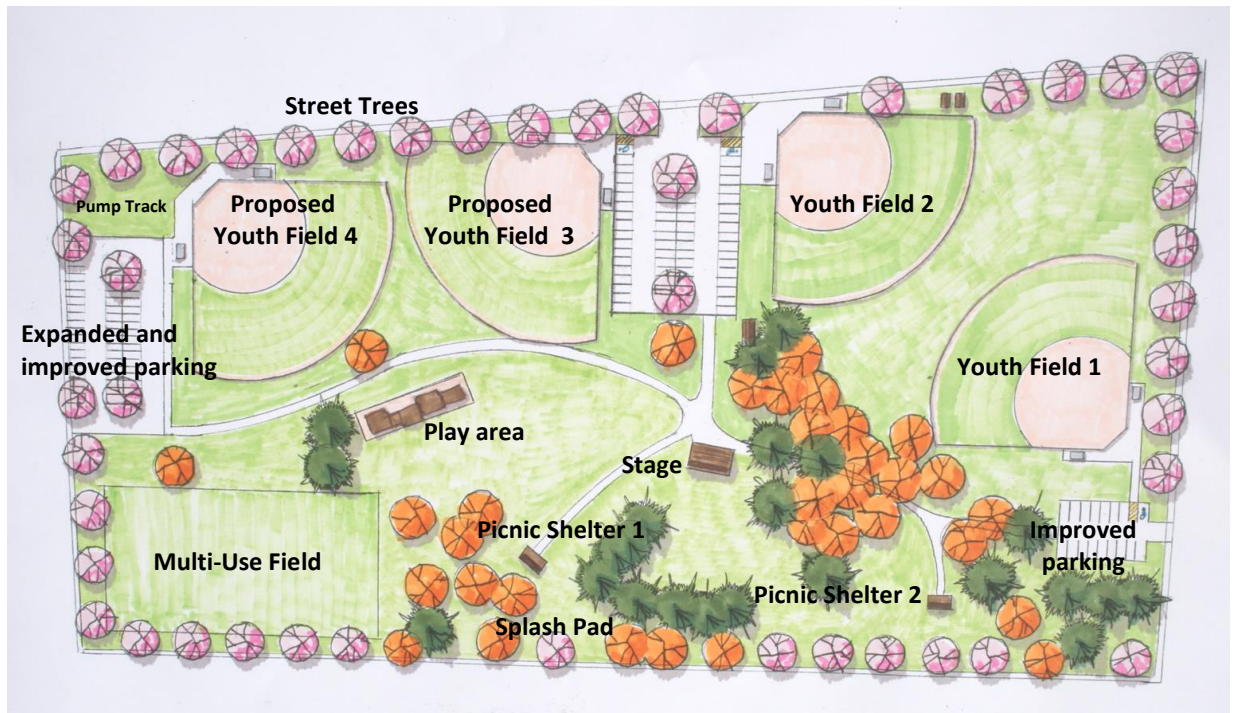 Street Trees
Pump Track
Proposed
Youth Field 4
Proposed
Youth Field  3
Youth Field 2
Expanded and
improved parking
Youth Field 1
Play area
Stage
Picnic Shelter 1
Improved
parking
Multi-Use Field
Picnic Shelter 2
Splash Pad